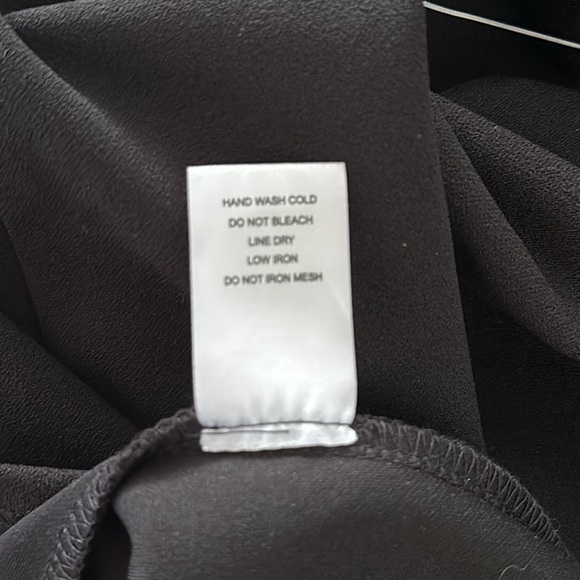 HAND WASH COLD
DO NOT BLEACH
LINE DRY
LOW IRON
DO NOT IRON MESH